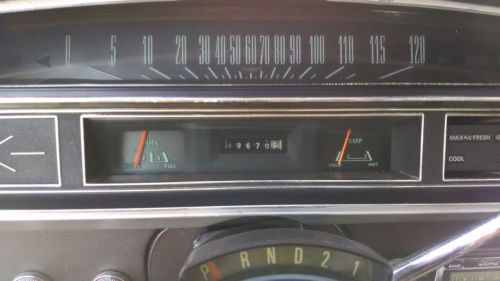 0 5 10 20 30 40 50 60 70 80 90 100 110 115 120
FUEL
FULL
49670
TEMP
COLD HOT
MAX A/C FRESH
COOL
P R N D 2 1